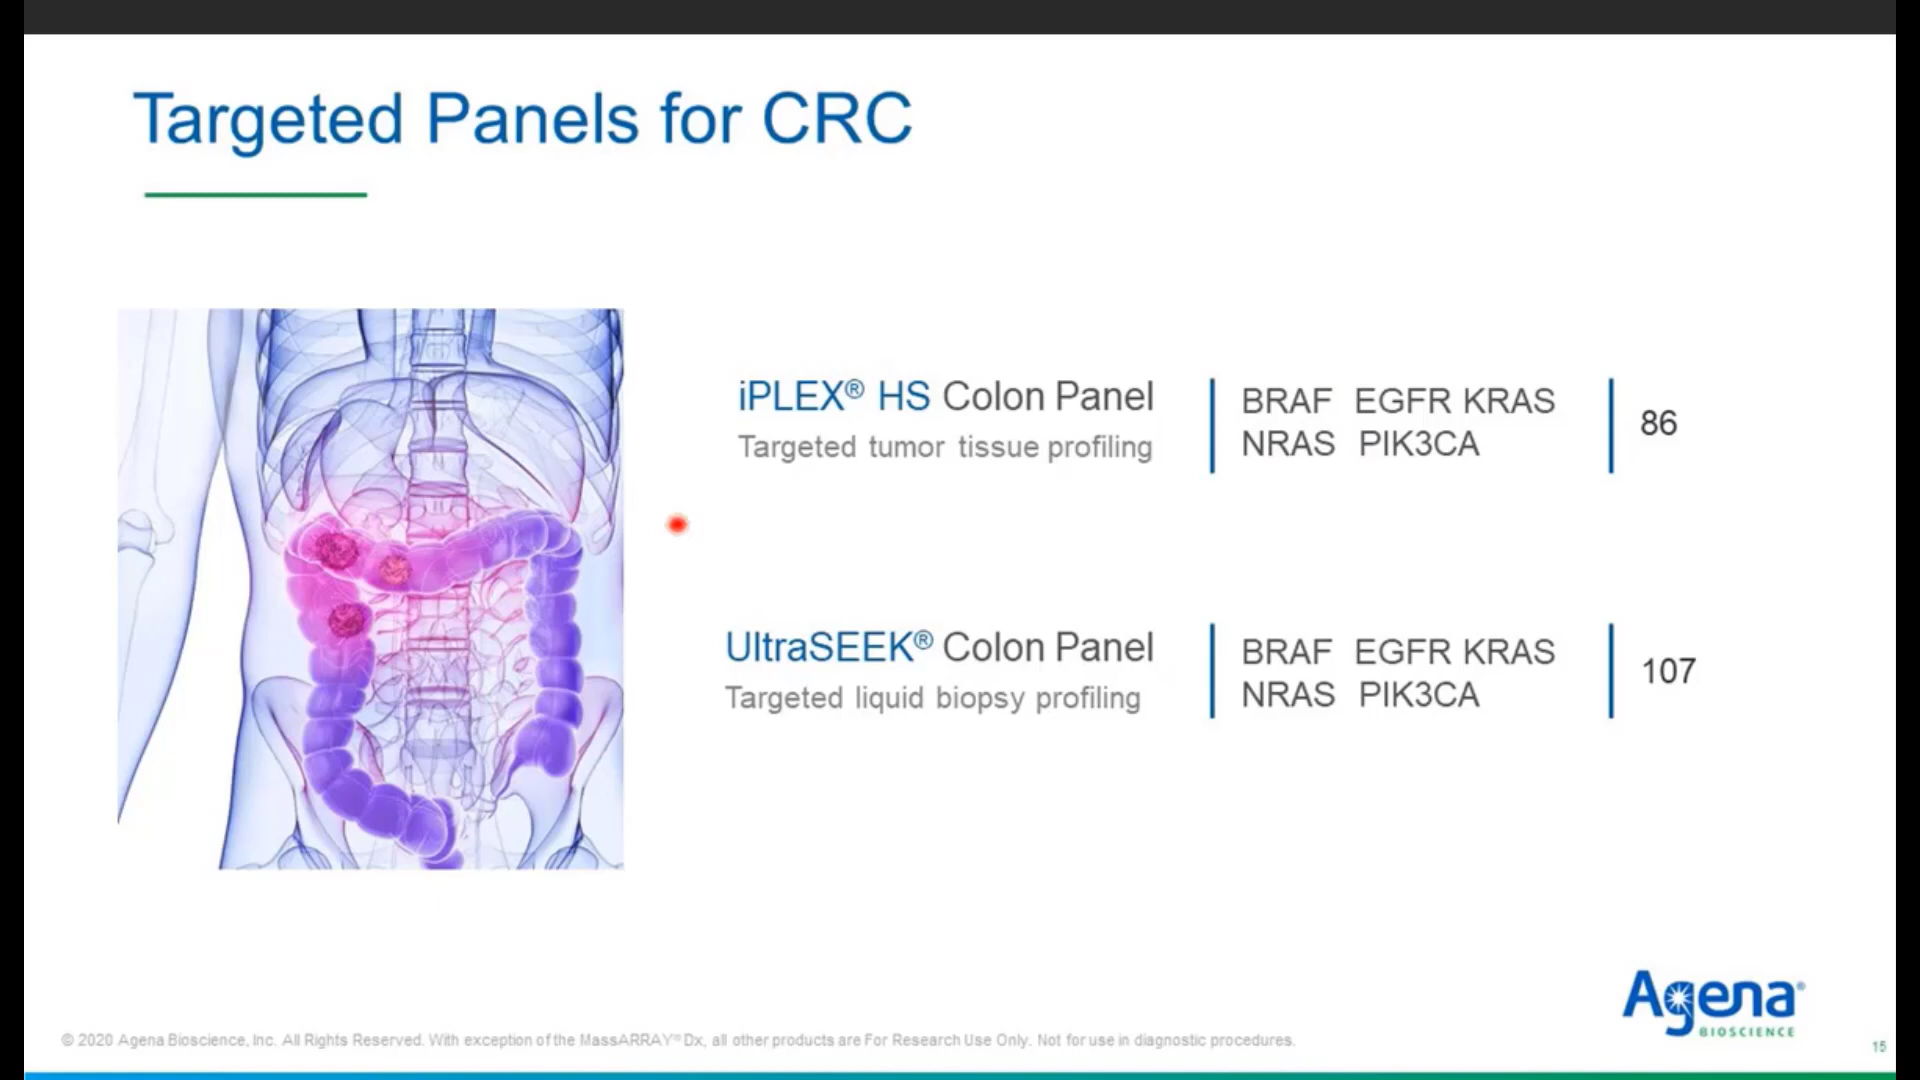 Targeted Panels for CRC
iPLEX® HS Colon Panel
Targeted tumor tissue profiling
BRAF EGFR KRAS
NRAS PIK3CA
86
UltraSEEK® Colon Panel
Targeted liquid biopsy profiling
BRAF EGFR KRAS
NRAS PIK3CA
107
Agena®
BIOSCIENCE
© 2020 Agena Bioscience, Inc. All Rights Reserved. With exception of the MassARRAY® Dx, all other products are For Research Use Only. Not for use in diagnostic procedures.
15